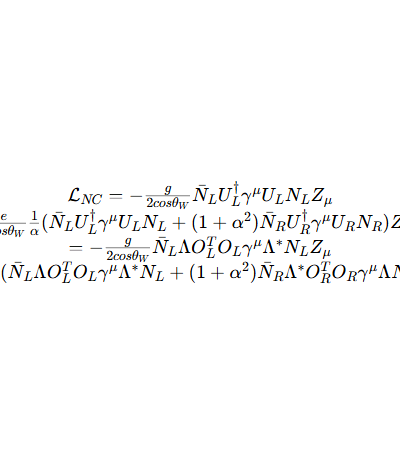 $\mathcal{L}_{NC} = -\frac{g}{2cos\theta_W}\bar{N}_L U_L^\dagger \gamma^\mu U_L N_L Z_\mu$
$\frac{e}{os\theta_W}\frac{1}{\alpha}(\bar{N}_L U_L^\dagger \gamma^\mu U_L N_L + (1+\alpha^2)\bar{N}_R U_R^\dagger \gamma^\mu U_R N_R)Z$
$= -\frac{g}{2cos\theta_W}\bar{N}_L \Lambda O_L^T O_L \gamma^\mu \Lambda^* N_L Z_\mu$
$(\bar{N}_L \Lambda O_L^T O_L \gamma^\mu \Lambda^* N_L + (1+\alpha^2)\bar{N}_R \Lambda^* O_R^T O_R \gamma^\mu \Lambda N$